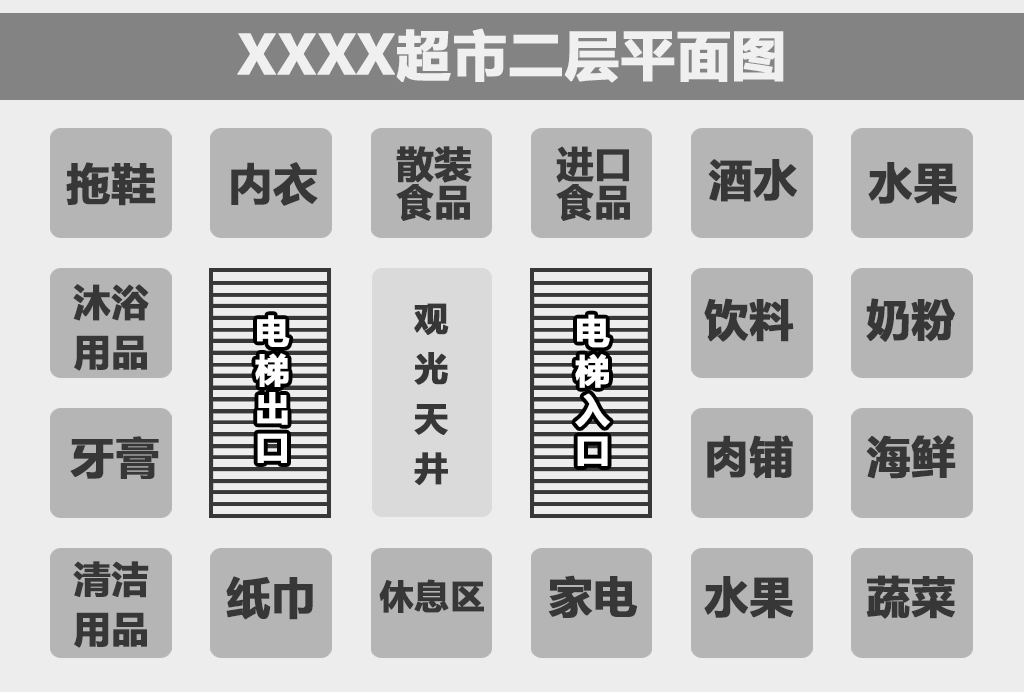 XXXX超市二层平面图
拖鞋
内衣
散装
食品
进口
食品
酒水
水果
沐浴
用品
电梯出口
观光天井
电梯入口
饮料
奶粉
牙膏
肉铺
海鲜
清洁
用品
纸巾
休息区
家电
水果
蔬菜